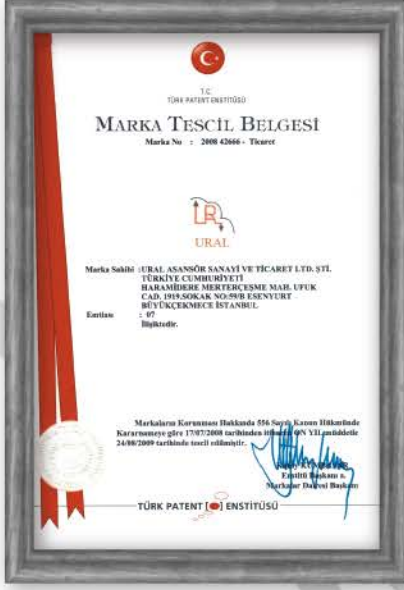 T.C.
TÜRK PATENT ENSTİTÜSÜ
MARKA TESCİL BELGESİ
Marka No : 2008 42666 - Ticaret
URAL
Marka Sahibi : URAL ASANSÖR SANAYİ VE TİCARET LTD. ŞTİ.
TÜRKİYE CUMHURİYETİ
HARAMİDERE MERTERÇEŞME MAH. UFUK
CAD. 1919.SOKAK NO:59/B ESENYURT
BÜYÜKÇEKMECE İSTANBUL
Emtiası : 07
İlişiktedir.
Markaların Korunması Hakkında 556 Sayılı Kanun Hükmünde
Kararnameye göre 17/07/2008 tarihinden itibaren ON YIL müddetle
24/08/2009 tarihinde tescil edilmiştir.
Enstitü Başkanı a.
Markalar Dairesi Başkanı
TÜRK PATENT ENSTİTÜSÜ